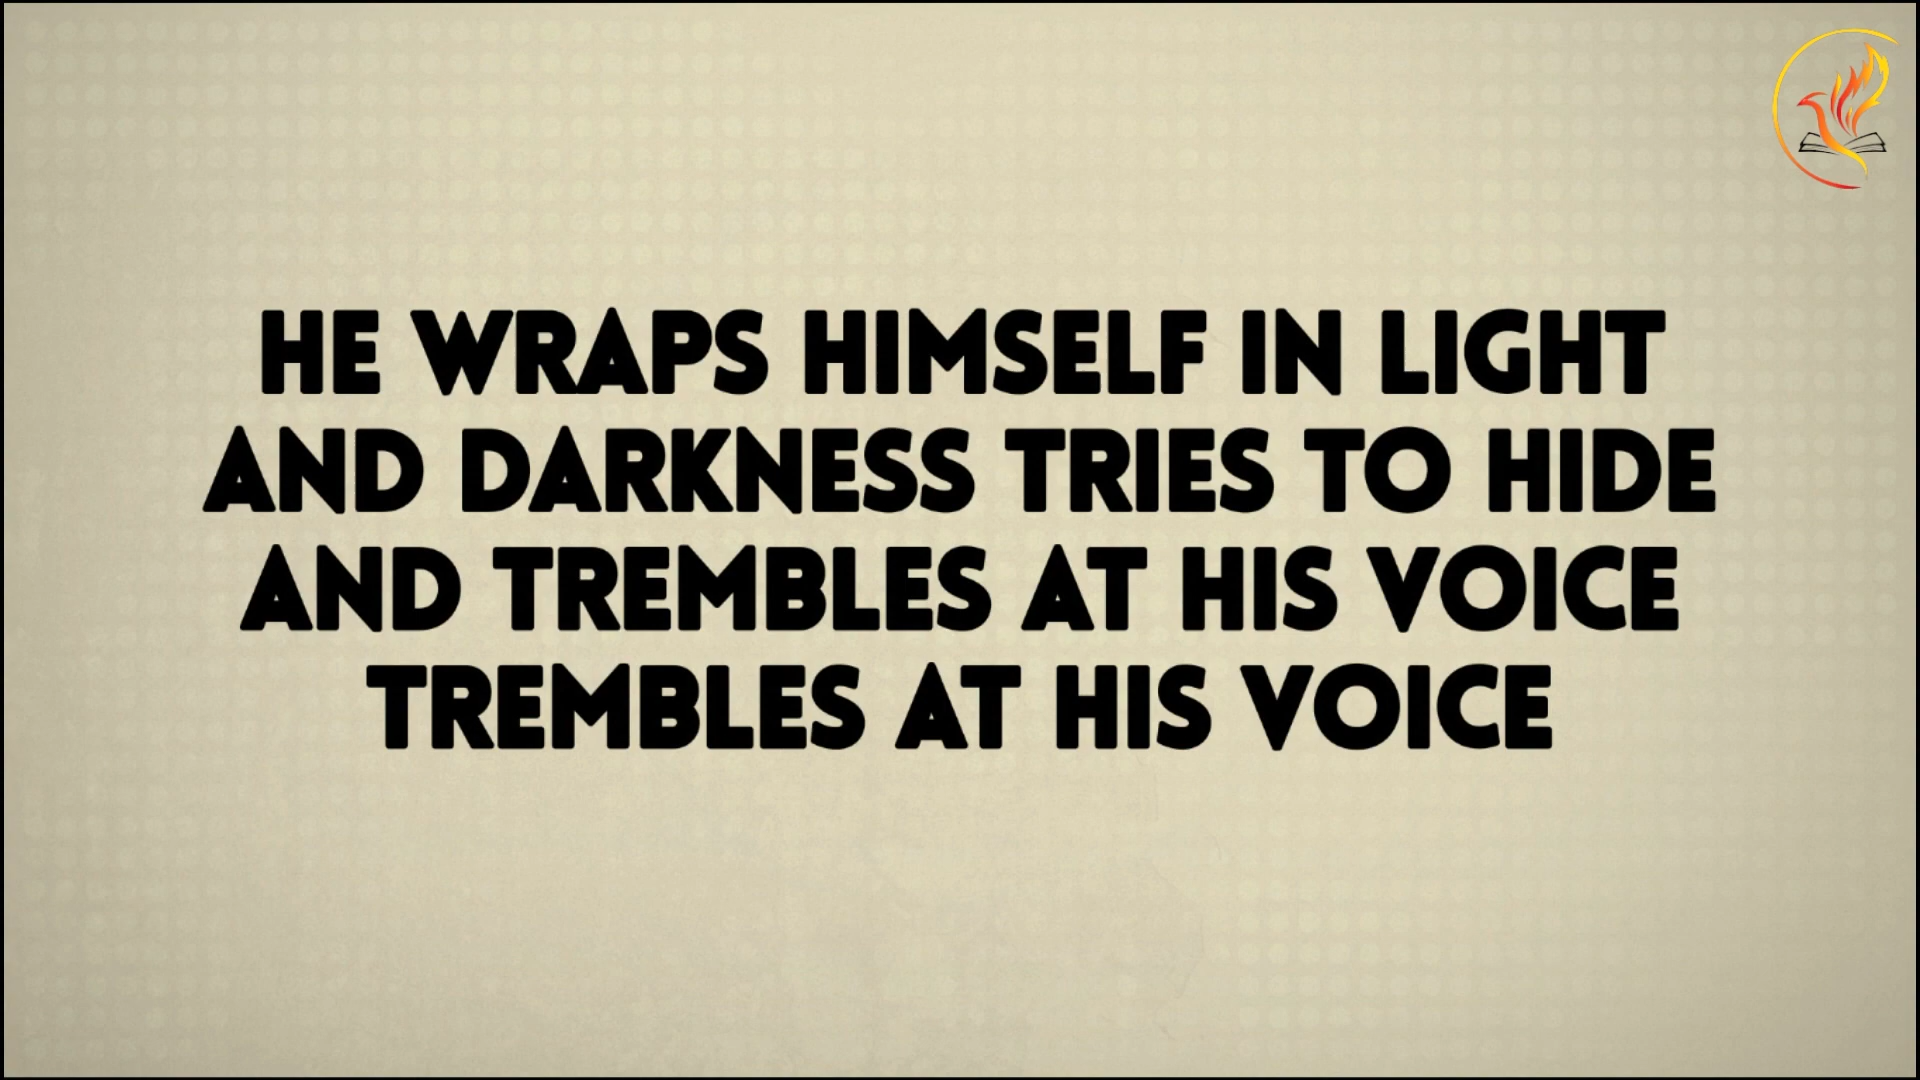 HE WRAPS HIMSELF IN LIGHT
AND DARKNESS TRIES TO HIDE
AND TREMBLES AT HIS VOICE
TREMBLES AT HIS VOICE